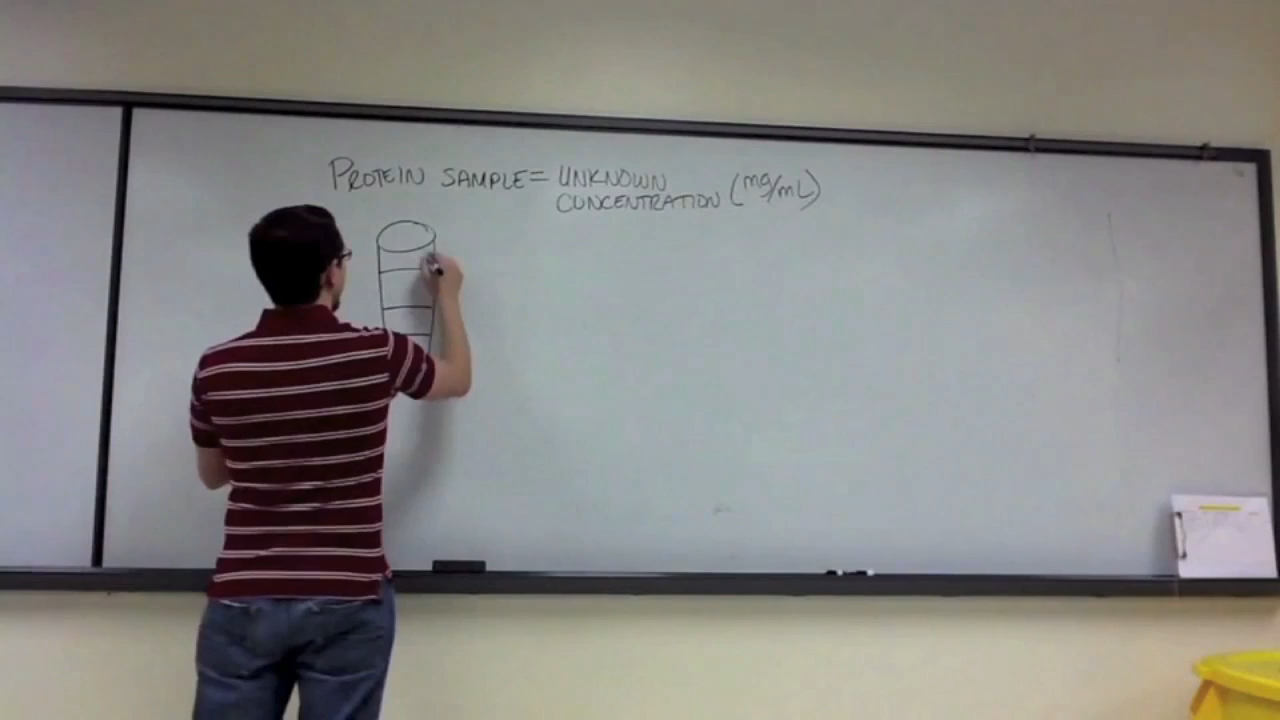 PROTEIN SAMPLE = UNKNOWN
CONCENTRATION (mg/mL)